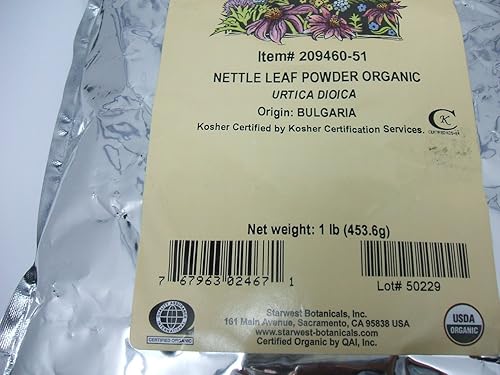 Item# 209460-51
NETTLE LEAF POWDER ORGANIC
URTICA DIOICA
Origin: BULGARIA
Kosher Certified by Kosher Certification Services.
K
CERTIFIED KOSHER
Net weight: 1 lb (453.6g)
7 67963 02467 1
Lot# 50229
Starwest Botanicals, Inc.
161 Main Avenue, Sacramento, CA 95838 USA
www.starwest-botanicals.com
Certified Organic by QAI, Inc.
CERTIFIED ORGANIC
USDA
ORGANIC